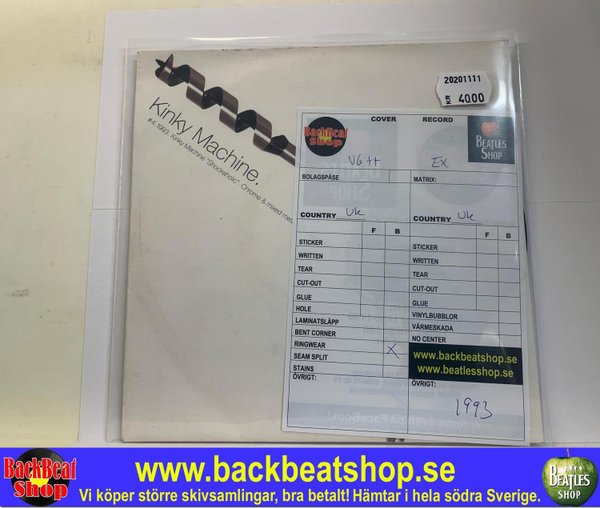 Kinky Machine.
#4.1993. Kinky Machine "Shockaholic". Chrome & mixed
20201111
KR 4000
COVER RECORD
BackBeat Shop
BEATLES SHOP
VG++ EX
BOLAGSPÅSE MATRIX:
COUNTRY UK COUNTRY UK
F B F B
STICKER STICKER
WRITTEN WRITTEN
TEAR TEAR
CUT-OUT CUT-OUT
GLUE GLUE
HOLE VINYLBUBBLOR
LAMINATSLÄPP VÄRMESKADA
BENT CORNER NO CENTER
RINGWEAR X
SEAM SPLIT
STAINS
www.backbeatshop.se
www.beatlesshop.se
ÖVRIGT: ÖVRIGT:
1993
BackBeat Shop
www.backbeatshop.se
Vi köper större skivsamlingar, bra betalt! Hämtar i hela södra Sverige.
BEATLES SHOP